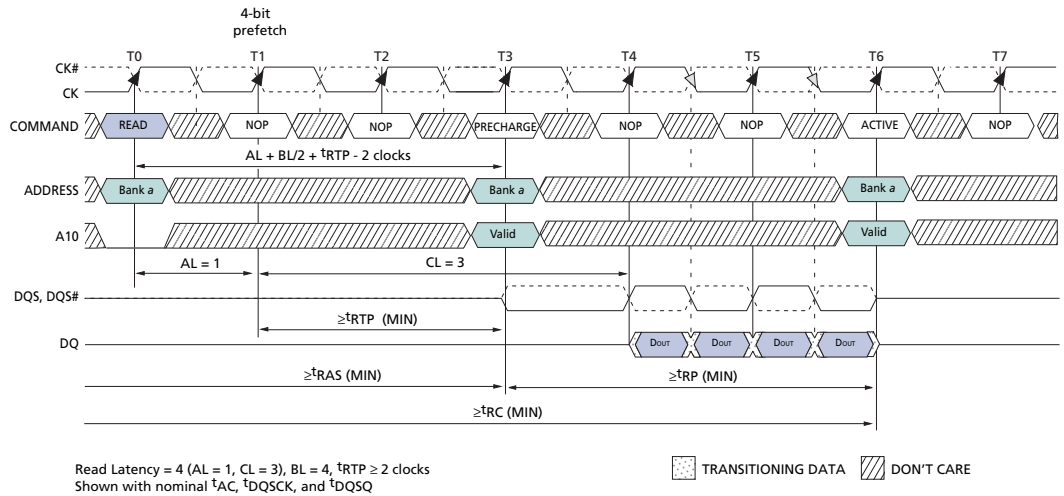 4-bit
prefetch
T0 T1 T2 T3 T4 T5 T6 T7
CK#
CK
COMMAND READ NOP NOP PRECHARGE NOP NOP ACTIVE NOP
AL + BL/2 + tRTP - 2 clocks
ADDRESS Bank a Bank a Bank a
A10 Valid Valid
AL = 1 CL = 3
DQS, DQS#
≥tRTP (MIN)
DQ DOUT DOUT DOUT DOUT
≥tRAS (MIN) ≥tRP (MIN)
≥tRC (MIN)
Read Latency = 4 (AL = 1, CL = 3), BL = 4, tRTP ≥ 2 clocks
Shown with nominal tAC, tDQSCK, and tDQSQ
TRANSITIONING DATA DON'T CARE